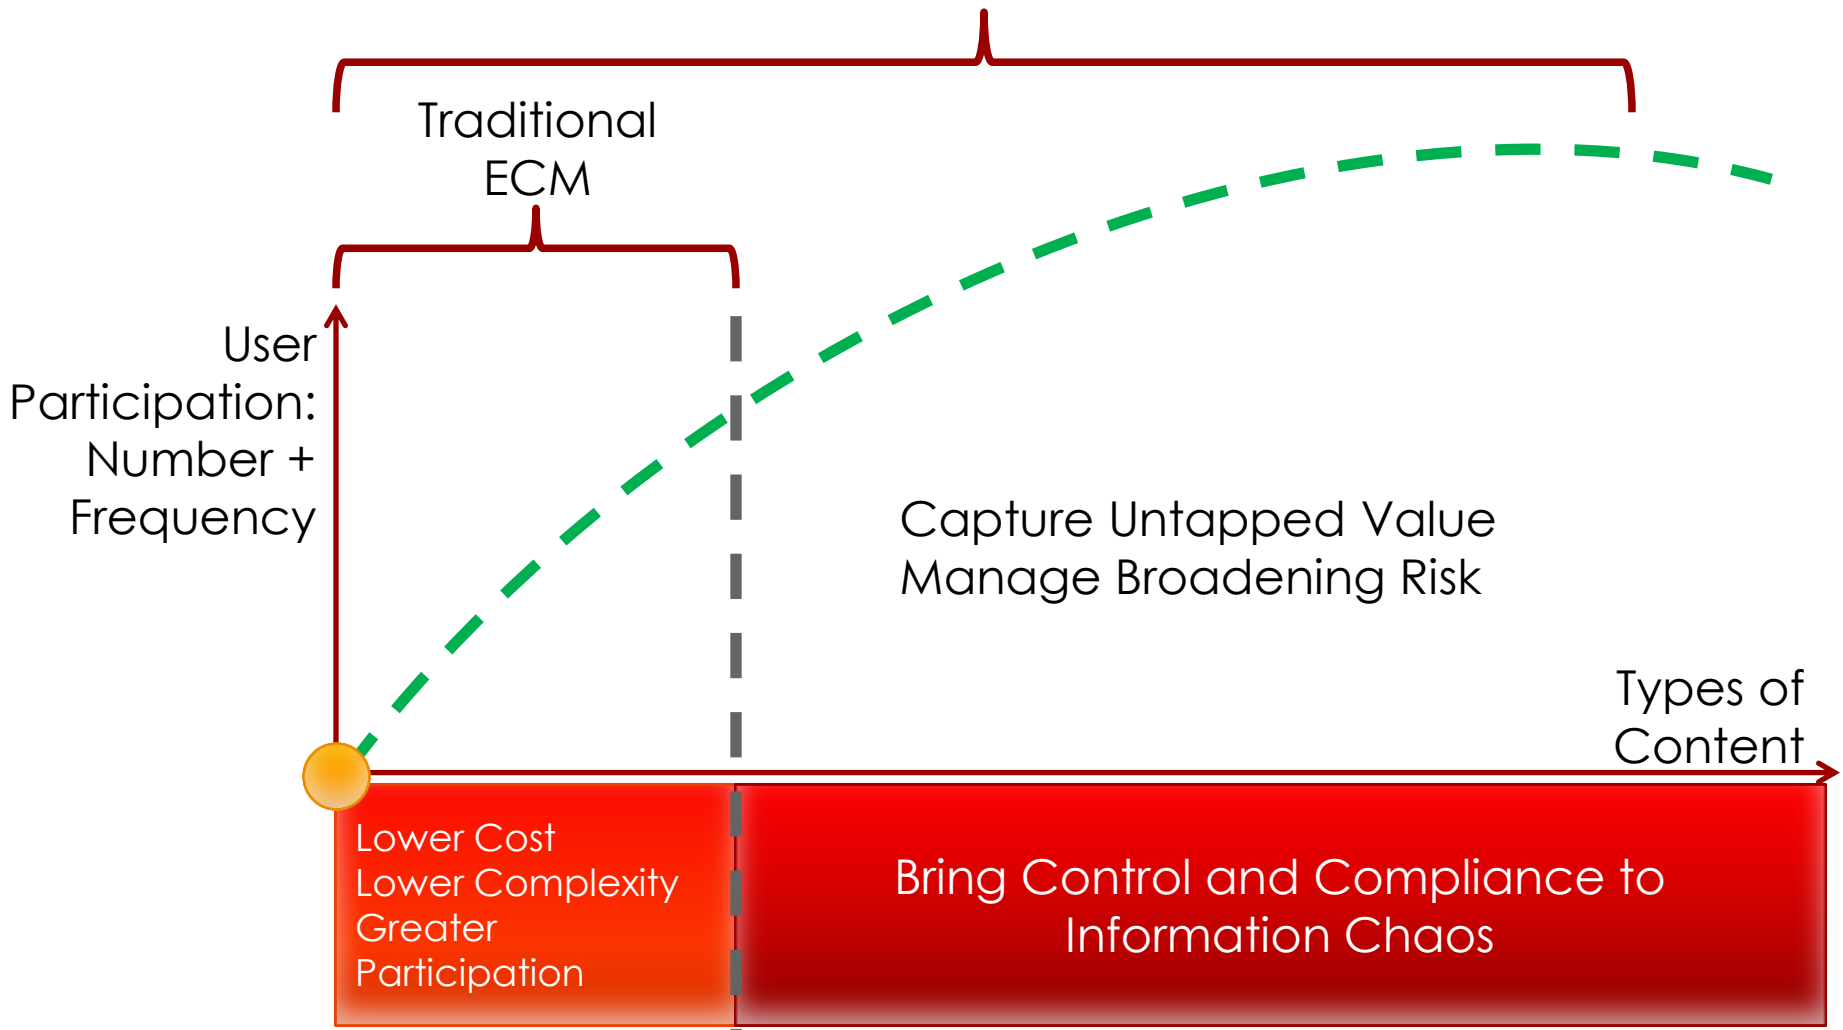 Traditional
ECM
User
Participation:
Number +
Frequency
Capture Untapped Value
Manage Broadening Risk
Types of
Content
Lower Cost
Lower Complexity
Greater
Participation
Bring Control and Compliance to
Information Chaos